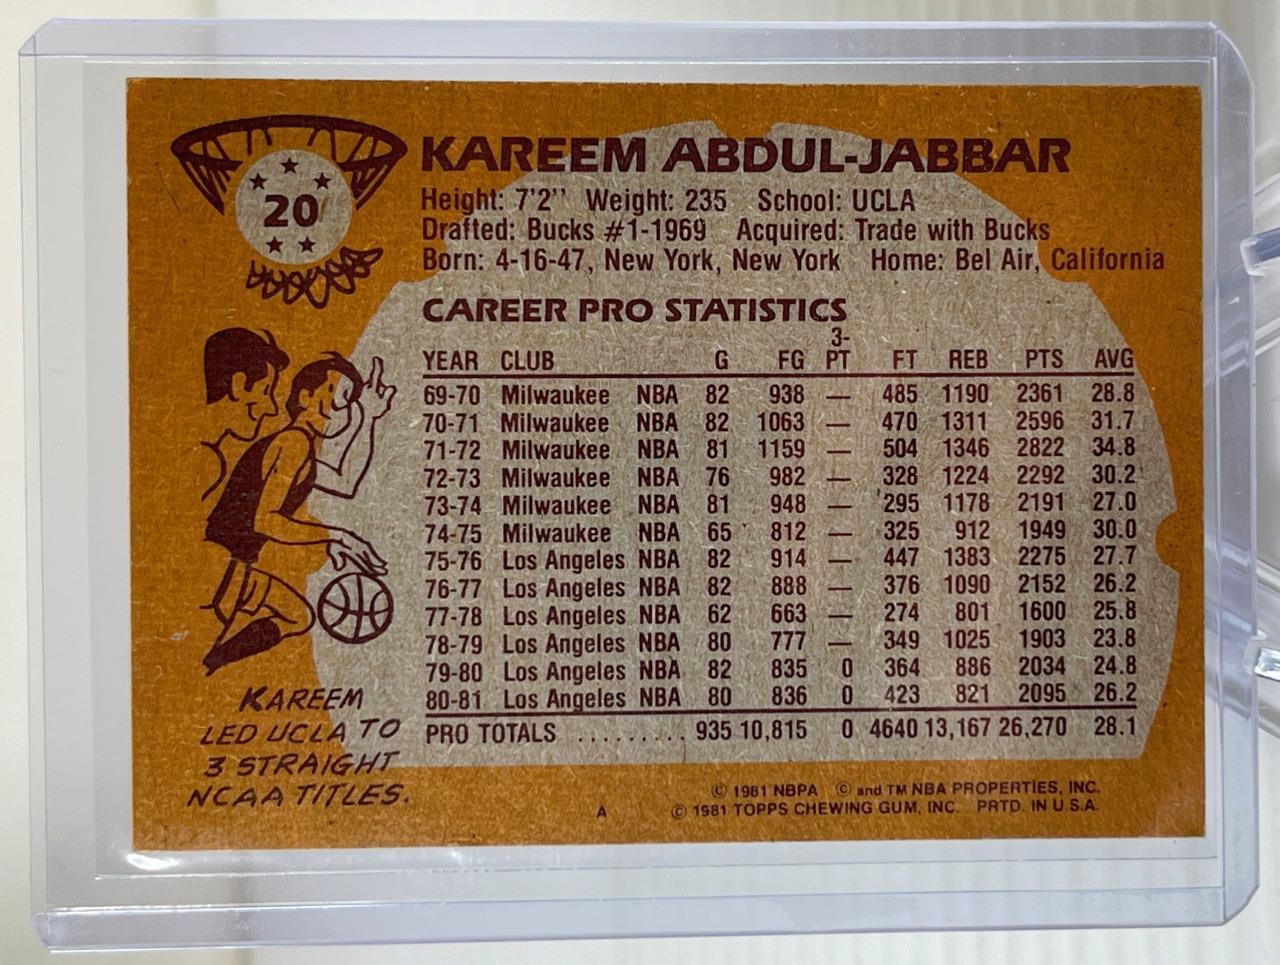 20
KAREEM ABDUL-JABBAR
Height: 7'2'' Weight: 235 School: UCLA
Drafted: Bucks #1-1969 Acquired: Trade with Bucks
Born: 4-16-47, New York, New York Home: Bel Air, California
CAREER PRO STATISTICS
YEAR CLUB G FG 3-PT FT REB PTS AVG
69-70 Milwaukee NBA 82 938 — 485 1190 2361 28.8
70-71 Milwaukee NBA 82 1063 — 470 1311 2596 31.7
71-72 Milwaukee NBA 81 1159 — 504 1346 2822 34.8
72-73 Milwaukee NBA 76 982 — 328 1224 2292 30.2
73-74 Milwaukee NBA 81 948 — 295 1178 2191 27.0
74-75 Milwaukee NBA 65 812 — 325 912 1949 30.0
75-76 Los Angeles NBA 82 914 — 447 1383 2275 27.7
76-77 Los Angeles NBA 82 888 — 376 1090 2152 26.2
77-78 Los Angeles NBA 62 663 — 274 801 1600 25.8
78-79 Los Angeles NBA 80 777 — 349 1025 1903 23.8
79-80 Los Angeles NBA 82 835 0 364 886 2034 24.8
80-81 Los Angeles NBA 80 836 0 423 821 2095 26.2
PRO TOTALS .......... 935 10,815 0 4640 13,167 26,270 28.1
KAREEM
LED UCLA TO
3 STRAIGHT
NCAA TITLES.
© 1981 NBPA © and TM NBA PROPERTIES, INC.
A © 1981 TOPPS CHEWING GUM, INC. PRTD. IN U.S.A.